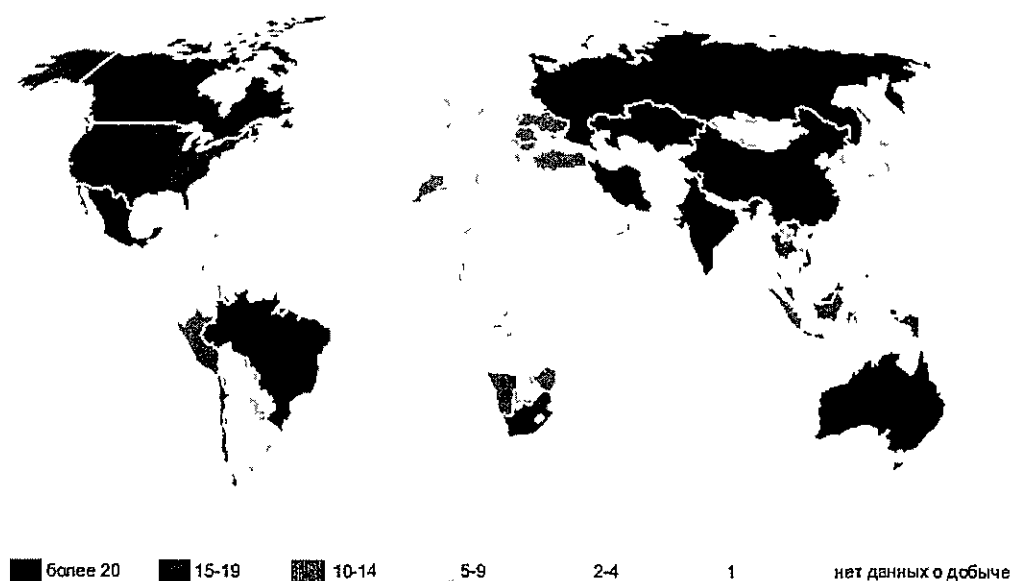 более 20 15-19 10-14 5-9 2-4 1 нет данных о добыче